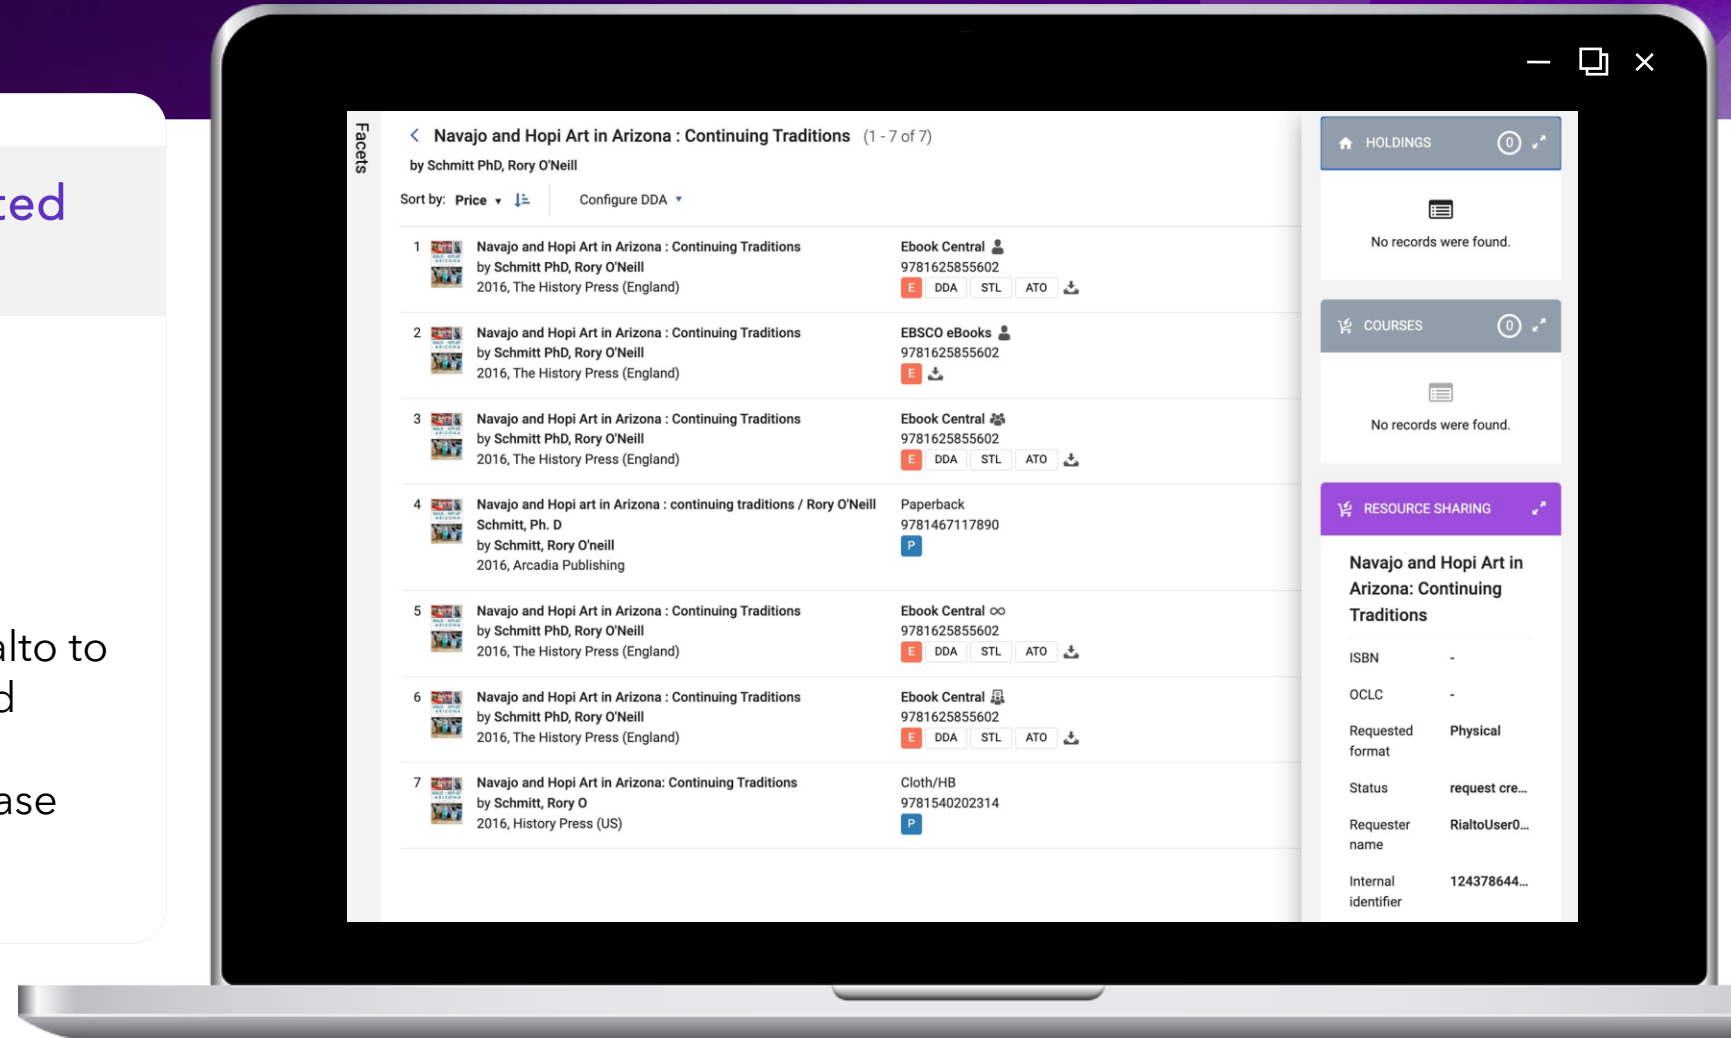 ted
alto to
d
ase
Facets
Navajo and Hopi Art in Arizona : Continuing Traditions (1 - 7 of 7)
by Schmitt PhD, Rory O'Neill
Sort by: Price Configure DDA
1 Navajo and Hopi Art in Arizona : Continuing Traditions
by Schmitt PhD, Rory O'Neill
2016, The History Press (England)
Ebook Central
9781625855602
E DDA STL ATO
2 Navajo and Hopi Art in Arizona : Continuing Traditions
by Schmitt PhD, Rory O'Neill
2016, The History Press (England)
EBSCO eBooks
9781625855602
E
3 Navajo and Hopi Art in Arizona : Continuing Traditions
by Schmitt PhD, Rory O'Neill
2016, The History Press (England)
Ebook Central
9781625855602
E DDA STL ATO
4 Navajo and Hopi art in Arizona : continuing traditions / Rory O'Neill
Schmitt, Ph. D
by Schmitt, Rory O'neill
2016, Arcadia Publishing
Paperback
9781467117890
P
5 Navajo and Hopi Art in Arizona : Continuing Traditions
by Schmitt PhD, Rory O'Neill
2016, The History Press (England)
Ebook Central
9781625855602
E DDA STL ATO
6 Navajo and Hopi Art in Arizona : Continuing Traditions
by Schmitt PhD, Rory O'Neill
2016, The History Press (England)
Ebook Central
9781625855602
E DDA STL ATO
7 Navajo and Hopi Art in Arizona: Continuing Traditions
by Schmitt, Rory O
2016, History Press (US)
Cloth/HB
9781540202314
P
HOLDINGS 0
No records were found.
COURSES 0
No records were found.
RESOURCE SHARING
Navajo and Hopi Art in
Arizona: Continuing
Traditions
ISBN -
OCLC -
Requested format Physical
Status request cre...
Requester name RialtoUser0...
Internal identifier 124378644...